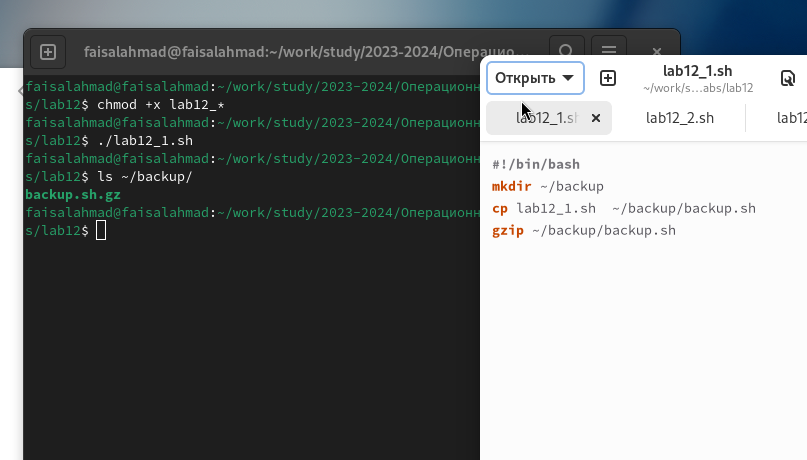 faisalahmad@faisalahmad:~/work/study/2023-2024/Операцио...
faisalahmad@faisalahmad:~/work/study/2023-2024/Операционн
s/lab12$ chmod +x lab12_*
faisalahmad@faisalahmad:~/work/study/2023-2024/Операционн
s/lab12$ ./lab12_1.sh
faisalahmad@faisalahmad:~/work/study/2023-2024/Операционн
s/lab12$ ls ~/backup/
backup.sh.gz
faisalahmad@faisalahmad:~/work/study/2023-2024/Операционн
s/lab12$
Открыть
lab12_1.sh
~/work/s...abs/lab12
lab12_1.sh
lab12_2.sh
lab12
#!/bin/bash
mkdir ~/backup
cp lab12_1.sh  ~/backup/backup.sh
gzip ~/backup/backup.sh